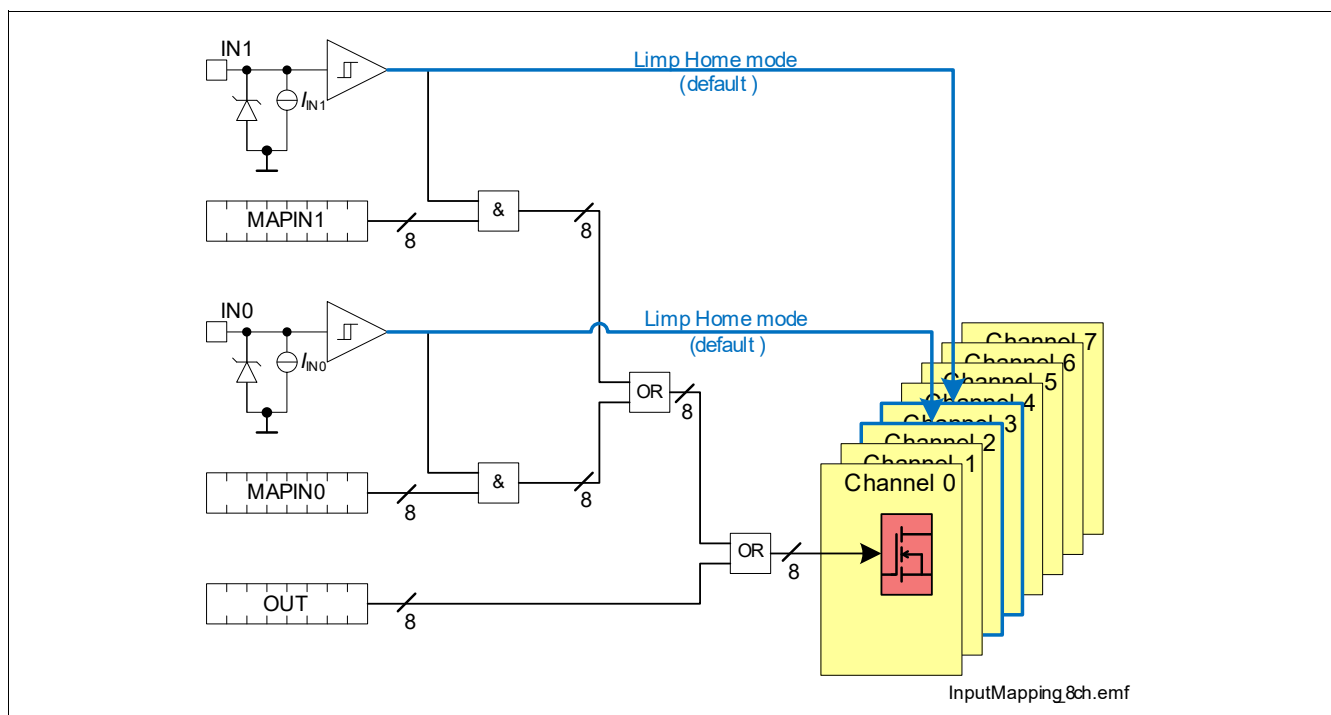 IN1
Limp Home mode
(default )
IIN1
MAPIN1
8
&
8
IN0
Limp Home mode
(default )
IIN0
Channel 7
Channel 6
Channel 5
Channel 4
Channel 3
Channel 2
Channel 1
Channel 0
OR
8
MAPIN0
8
&
8
OR
8
OUT
8
InputMapping_8ch.emf